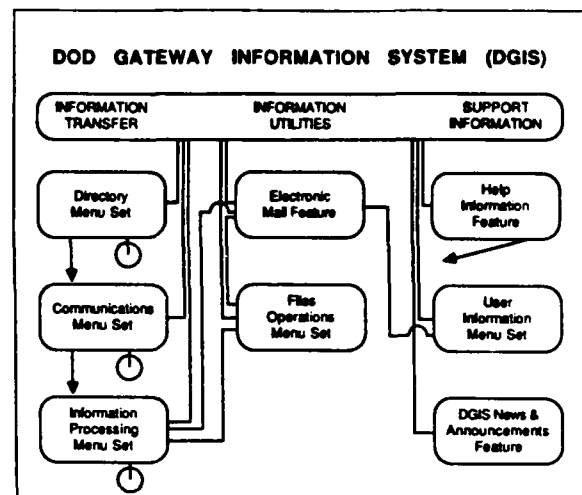 DOD GATEWAY INFORMATION SYSTEM (DGIS)
INFORMATION
TRANSFER
INFORMATION
UTILITIES
SUPPORT
INFORMATION
Directory
Menu Set
Electronic
Mail Feature
Help
Information
Feature
Communications
Menu Set
Files
Operations
Menu Set
User
Information
Menu Set
Information
Processing
Menu Set
DGIS News &
Announcements
Feature